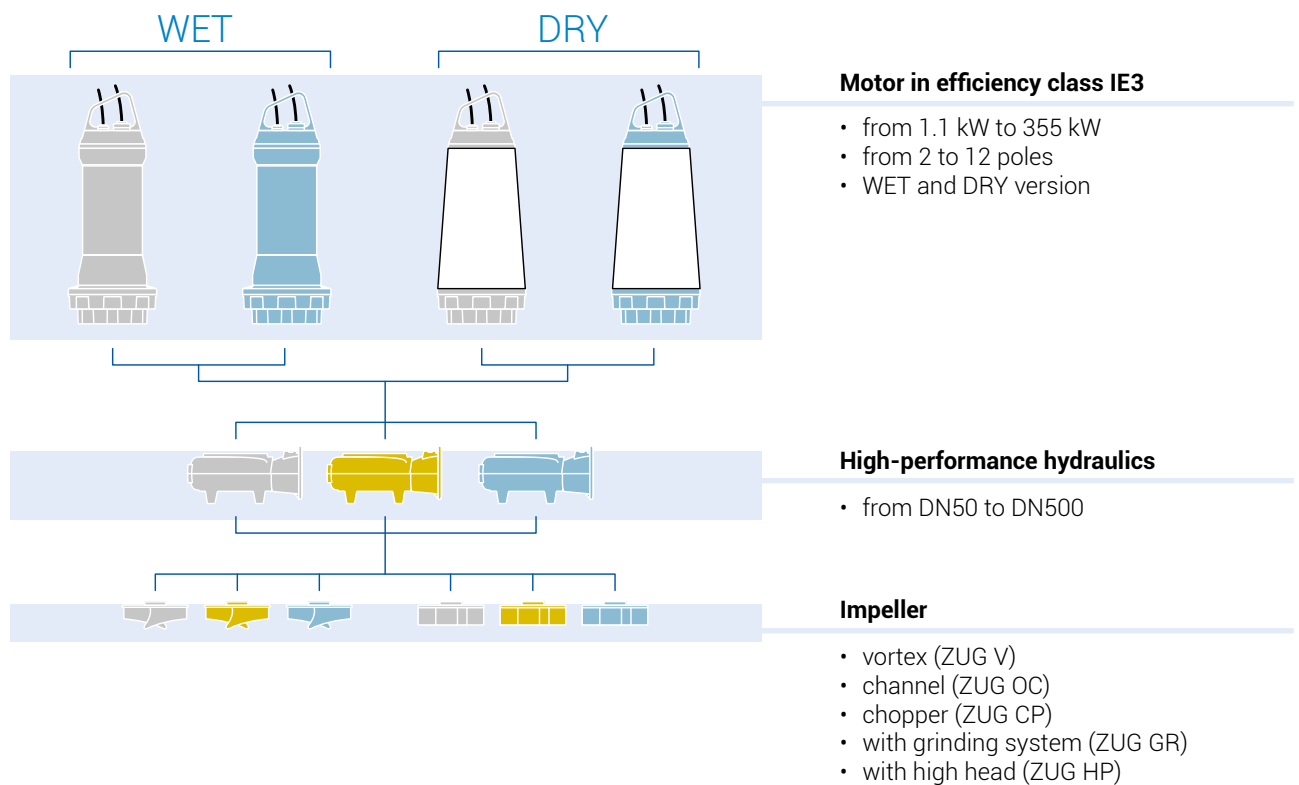 WET
DRY
Motor in efficiency class IE3
• from 1.1 kW to 355 kW
• from 2 to 12 poles
• WET and DRY version
High-performance hydraulics
• from DN50 to DN500
Impeller
• vortex (ZUG V)
• channel (ZUG OC)
• chopper (ZUG CP)
• with grinding system (ZUG GR)
• with high head (ZUG HP)